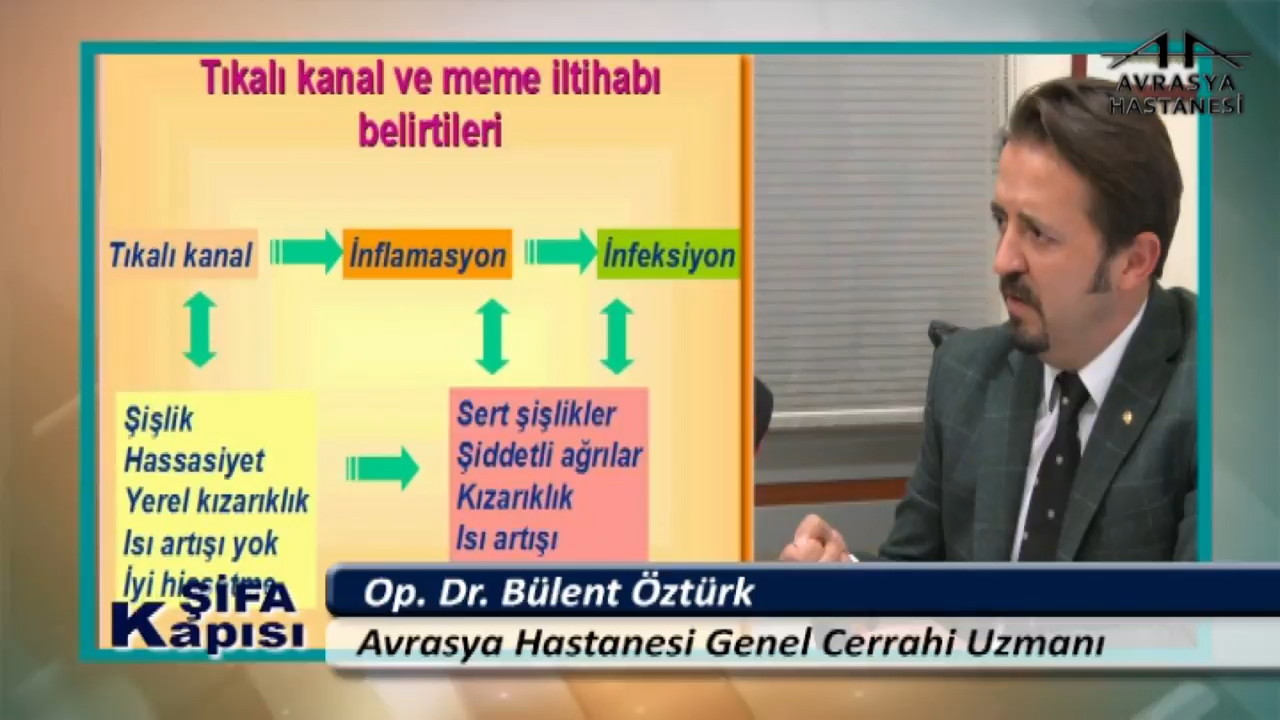 Tıkalı kanal ve meme iltihabı
belirtileri
AVRASYA
HASTANESİ
Tıkalı kanal
İnflamasyon
İnfeksiyon
Şişlik
Hassasiyet
Yerel kızarıklık
Isı artışı yok
İyi hissetme
Sert şişlikler
Şiddetli ağrılar
Kızarıklık
Isı artışı
ŞİFA
Kapısı
Op. Dr. Bülent Öztürk
Avrasya Hastanesi Genel Cerrahi Uzmanı